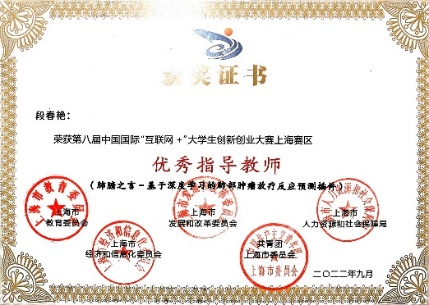 获奖证书
段春艳：
荣获第八届中国国际“互联网+”大学生创新创业大赛上海赛区
优秀指导教师
（肺腑之言－基于深度学习的肺部肿瘤放疗反应预测插件）
上海市
教育委员会
上海市
发展和改革委员会
上海市
人力资源和社会保障局
上海市
经济和信息化委员会
共青团
上海市委员会
二〇二二年九月